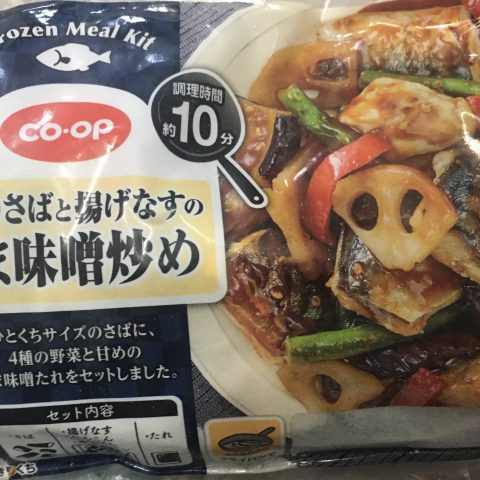 rozen Meal Kit
CO・OP
調理時間
約10分
さばと揚げなすの
味噌炒め
ひとくちサイズのさばに、
4種の野菜と甘めの
味噌たれをセットしました。
セット内容
・揚げなす
・たれ